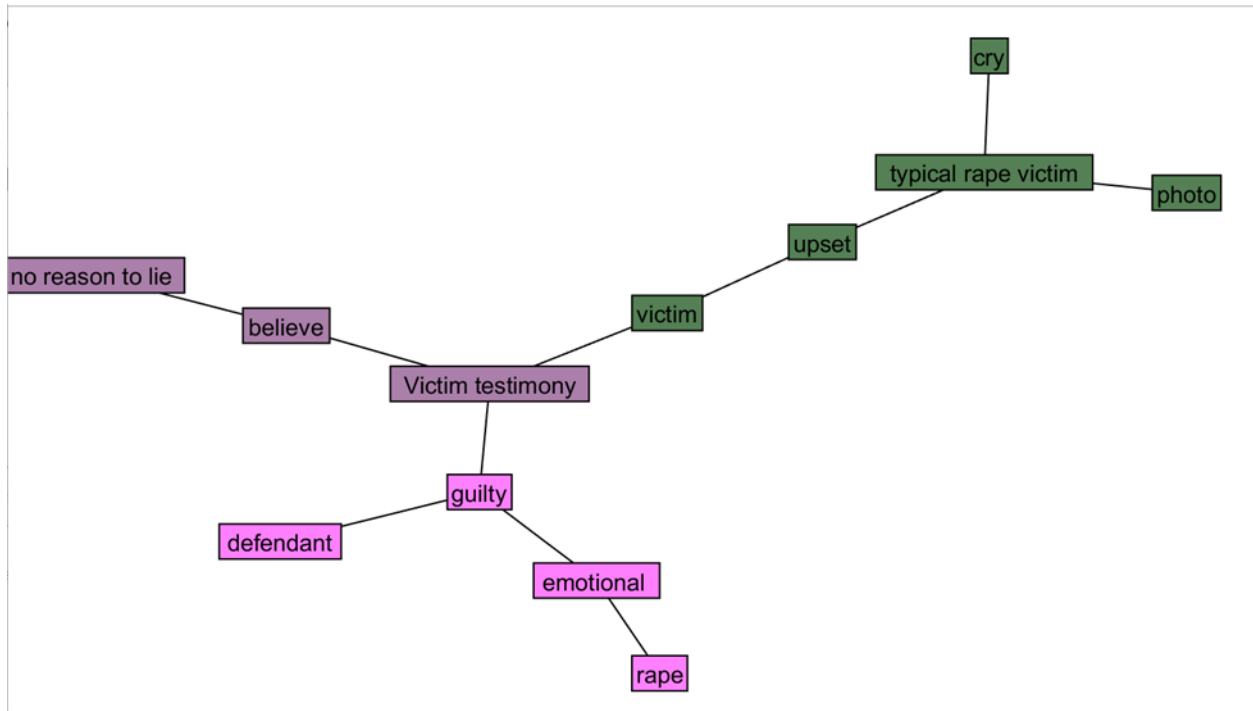 cry
typical rape victim
photo
upset
no reason to lie
believe
victim
Victim testimony
guilty
defendant
emotional
rape